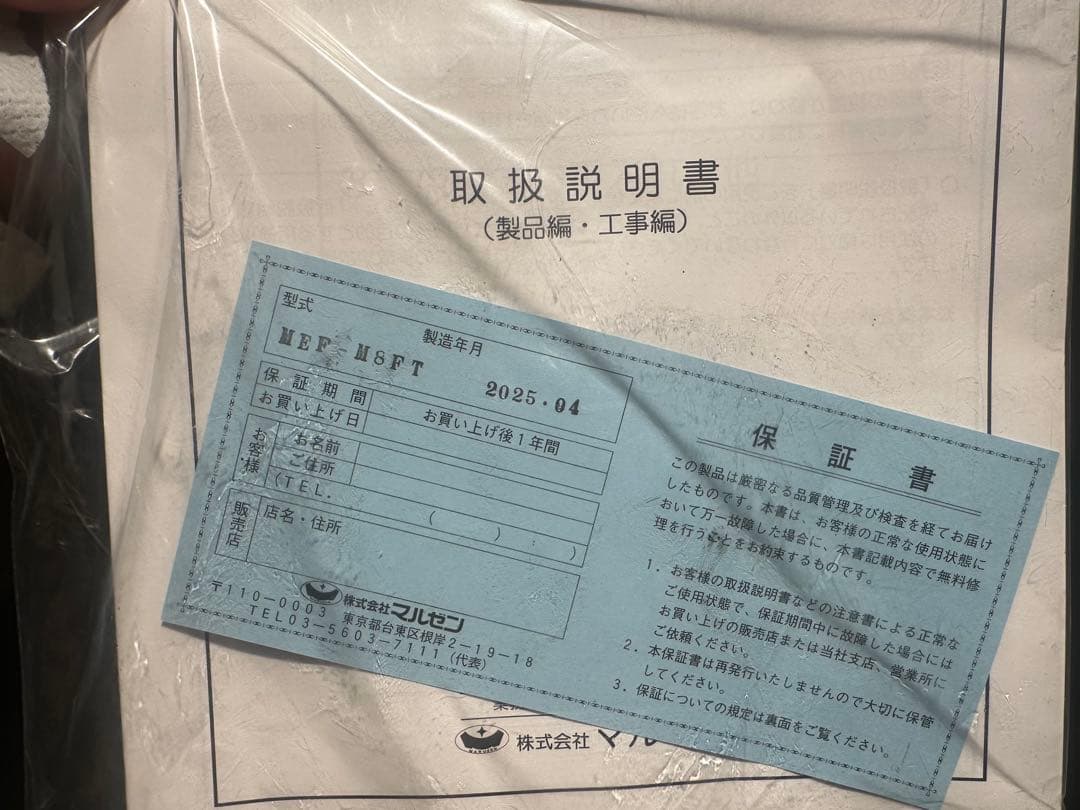 取扱説明書
(製品編・工事編)
型式
製造年月
MEF-M8FT
2025.04
保証期間
お買い上げ後1年間
お買い上げ日
お客様
お名前
ご住所
(TEL. ( ) : )
販売店
店名・住所
株式会社マルゼン
〒110-0003 東京都台東区根岸2-19-18
TEL03-5603-7111(代表)
保証書
この製品は厳密なる品質管理及び検査を経てお届け
したものです。本書は、お客様の正常な使用状態に
おいて万一故障した場合に、本書記載内容で無料修
理を行うことをお約束するものです。
1. お客様の取扱説明書などの注意書による正常な
ご使用状態で、保証期間中に故障した場合には
お買い上げの販売店または当社支店、営業所に
ご依頼ください。
2. 本保証書は再発行いたしませんので大切に保管
してください。
3. 保証についての規定は裏面をご覧ください。
株式会社 マル